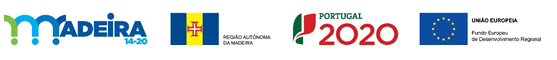 MADEIRA
14-20
REGIÃO AUTÓNOMA
DA MADEIRA
PORTUGAL
2020
UNIÃO EUROPEIA
Fundo Europeu
de Desenvolvimento Regional